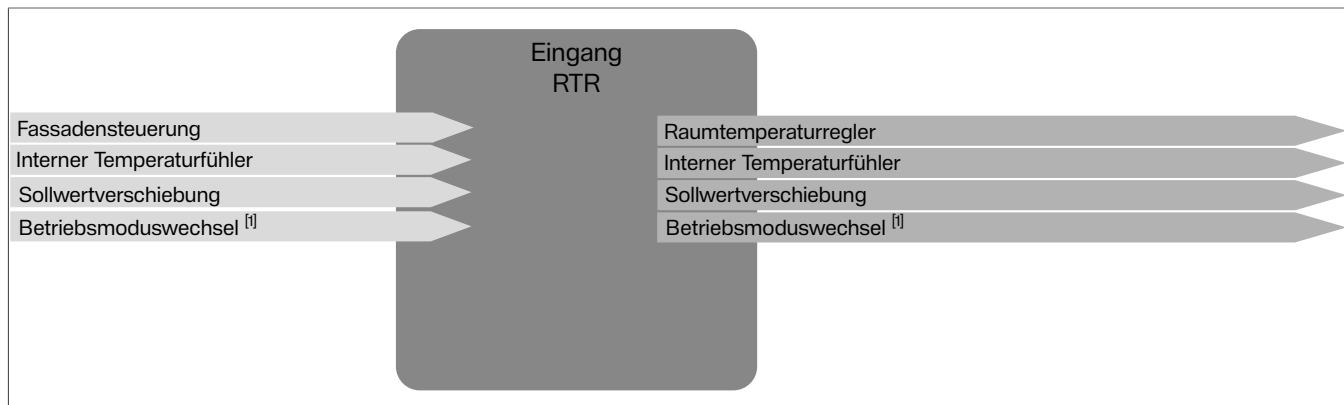 Eingang
RTR
Fassadensteuerung
Interner Temperaturfühler
Sollwertverschiebung
Betriebsmoduswechsel [1]
Raumtemperaturregler
Interner Temperaturfühler
Sollwertverschiebung
Betriebsmoduswechsel [1]